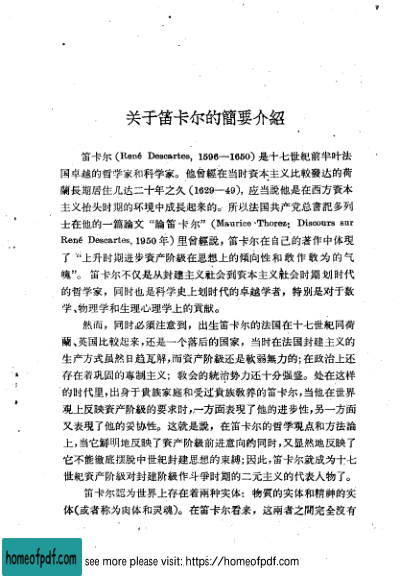 关于笛卡尔的簡要介紹
笛卡尔（René Descartes, 1596—1650）是十七世紀前半叶法
国卓越的哲学家和科学家。他曾經在当时資本主义比較發达的荷
蘭長期居住几达二十年之久（1629—49），应当說他是在西方資本
主义抬头时期的环境中成長起来的。所以法国共产党总書記多列
士在他的一篇論文“論笛卡尔”（Maurice Thorez: Discours sur
René Descartes, 1950年）里曾經說，笛卡尔在自己的著作中体現
了“上升时期进步資产阶級在思想上的傾向性和敢作敢为的气
魄”。笛卡尔不仅是从封建主义社会到資本主义社会时期划时代
的哲学家，同时也是科学史上划时代的卓越学者，特別是对于数
学、物理学和生理心理学上的貢献。
然而，同时必須注意到，出生笛卡尔的法国在十七世紀同荷
蘭、英国比較起来，还是一个落后的国家，当时在法国封建主义的
生产方式虽然日趋瓦解，而資产阶級还是軟弱無力的；在政治上还
存在着巩固的專制主义；教会的統治势力还十分强盛。处在这样
的时代里，出身于貴族家庭和受过貴族敎养的笛卡尔，当他在世界
观上反映資产阶級的要求时，一方面表現了他的进步性，另一方面
又表現了他的妥协性。这就是說，在笛卡尔的哲学观点和方法論
上，当它鮮明地反映了資产阶級前进意向的同时，又显然地反映了
它不能徹底摆脱中世紀封建思想的束縛；因此，笛卡尔就成为十七
世紀資产阶級对封建阶級作斗爭时期的二元主义的代表人物了。
笛卡尔認为世界上存在着兩种实体：物質的实体和精神的实
体（或者称为肉体和灵魂）。在笛卡尔看来，这兩者之間完全沒有
homeofpdf.com
see more please visit: https://homeofpdf.com